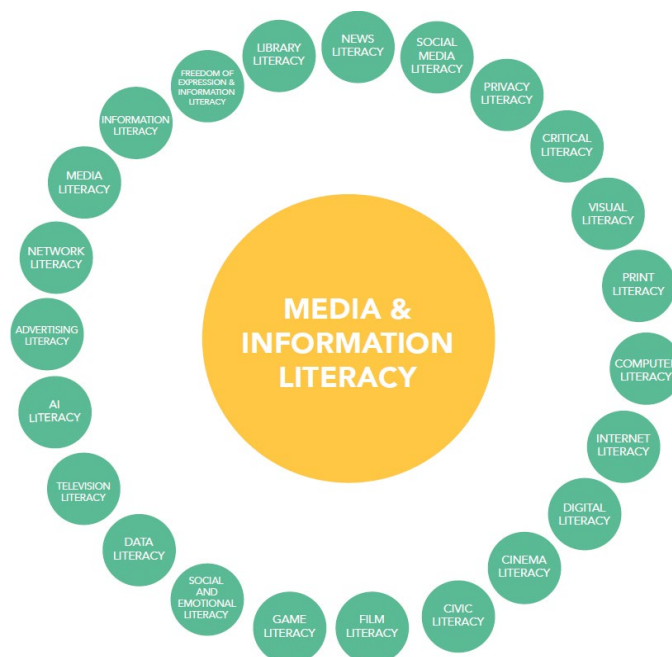 MEDIA &
INFORMATION
LITERACY
NEWS
LITERACY
SOCIAL
MEDIA
LITERACY
PRIVACY
LITERACY
CRITICAL
LITERACY
VISUAL
LITERACY
PRINT
LITERACY
COMPUTER
LITERACY
INTERNET
LITERACY
DIGITAL
LITERACY
CINEMA
LITERACY
CIVIC
LITERACY
FILM
LITERACY
GAME
LITERACY
SOCIAL
AND
EMOTIONAL
LITERACY
DATA
LITERACY
TELEVISION
LITERACY
AI
LITERACY
ADVERTISING
LITERACY
NETWORK
LITERACY
MEDIA
LITERACY
INFORMATION
LITERACY
FREEDOM OF
EXPRESSION &
INFORMATION
LITERACY
LIBRARY
LITERACY